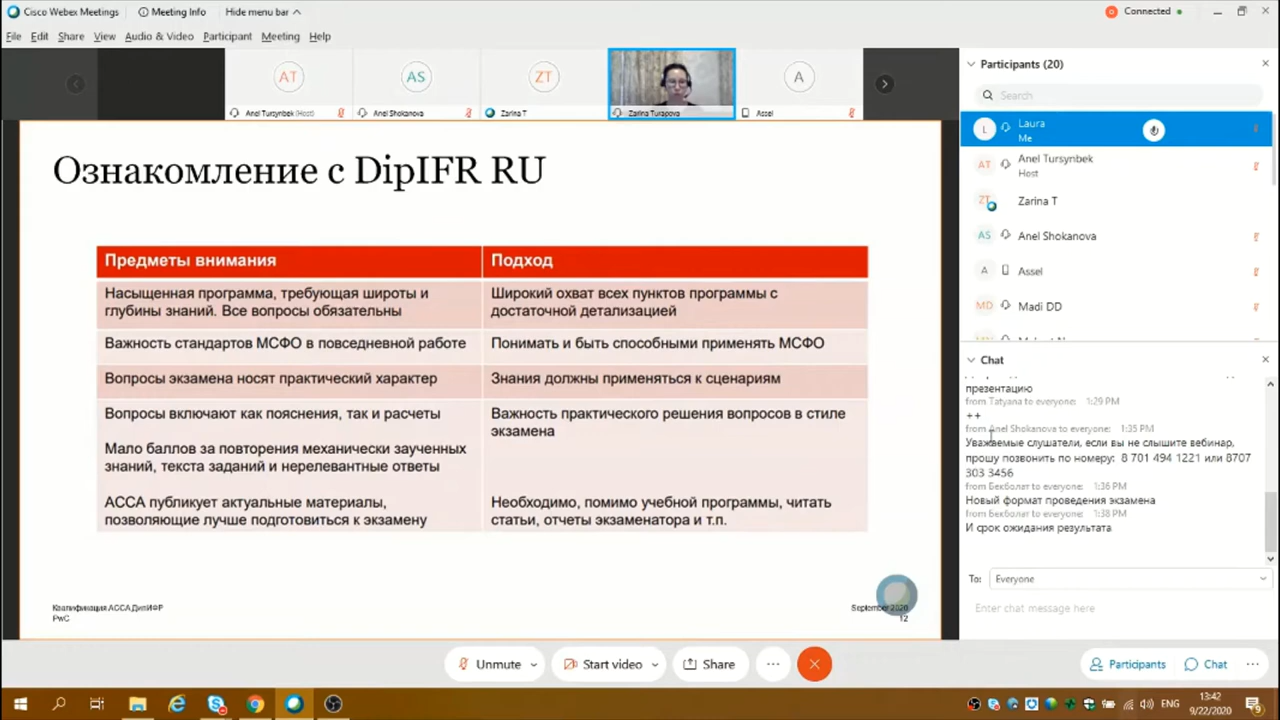 Cisco Webex Meetings
Meeting Info
Hide menu bar
Connected
File Edit Share View Audio & Video Participant Meeting Help
AT
AS
ZT
A
Anel Tursynbek (Host)
Anel Shokanova
Zarina T
Zarina Turapova
Assel
Ознакомление с DipIFR RU
Предметы внимания
Подход
Насыщенная программа, требующая широты и
глубины знаний. Все вопросы обязательны
Широкий охват всех пунктов программы с
достаточной детализацией
Важность стандартов МСФО в повседневной работе
Понимать и быть способными применять МСФО
Вопросы экзамена носят практический характер
Знания должны применяться к сценариям
Вопросы включают как пояснения, так и расчеты
Важность практического решения вопросов в стиле
экзамена
Мало баллов за повторения механически заученных
знаний, текста заданий и нерелевантные ответы
АССА публикует актуальные материалы,
позволяющие лучше подготовиться к экзамену
Необходимо, помимо учебной программы, читать
статьи, отчеты экзаменатора и т.п.
Квалификация АССА ДипИФР
PwC
September 2020
12
Participants (20)
Search
L
Laura
Me
AT
Anel Tursynbek
Host
ZT
Zarina T
AS
Anel Shokanova
A
Assel
MD
Madi DD
Chat
презентацию
from Tatyana to everyone: 1:29 PM
++
from Anel Shokanova to everyone: 1:35 PM
Уважаемые слушатели, если вы не слышите вебинар,
прошу позвонить по номеру: 8 701 494 1221 или 8707
303 3456
from Бекболат to everyone: 1:36 PM
Новый формат проведения экзамена
from Бекболат to everyone: 1:38 PM
И срок ожидания результата
To: Everyone
Enter chat message here
Unmute
Start video
Share
Participants
Chat
ENG
13:42
9/22/2020
9